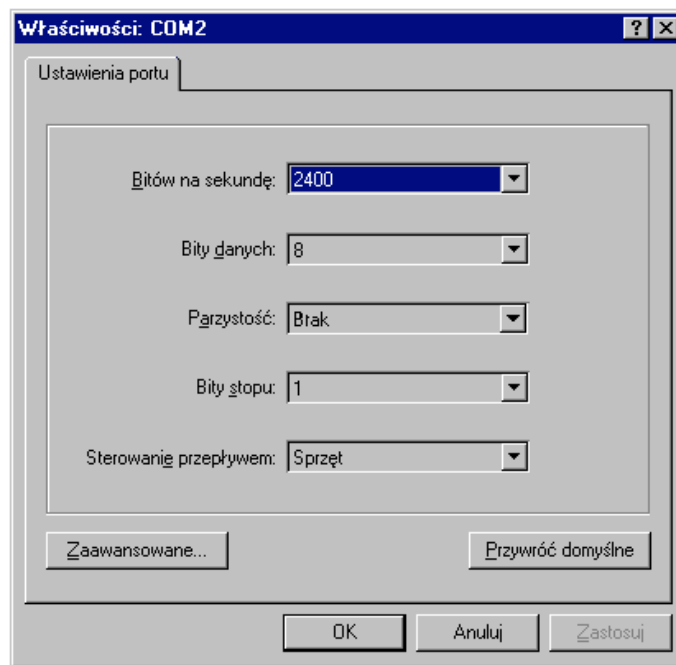 Właściwości: COM2
Ustawienia portu
Bitów na sekundę: 2400
Bity danych: 8
Parzystość: Brak
Bity stopu: 1
Sterowanie przepływem: Sprzęt
Zaawansowane... Przywróć domyślne
OK Anuluj Zastosuj